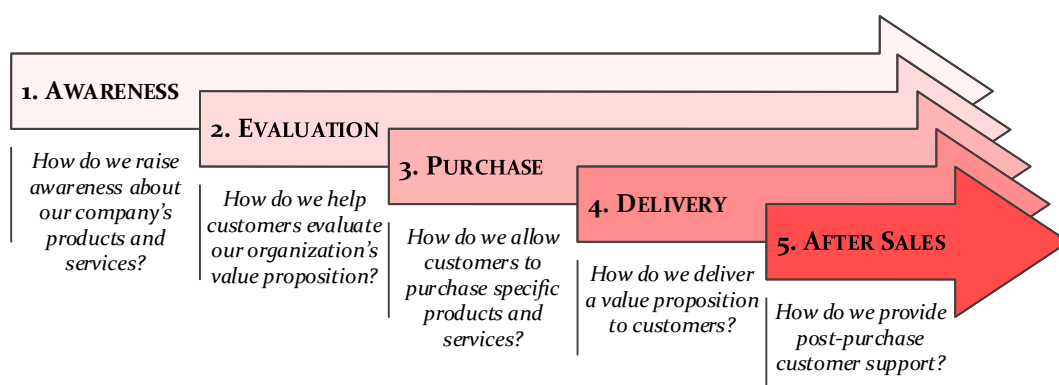 1. AWARENESS
How do we raise
awareness about
our company's
products and
services?
2. EVALUATION
How do we help
customers evaluate
our organization's
value proposition?
3. PURCHASE
How do we allow
customers to
purchase specific
products and
services?
4. DELIVERY
How do we deliver
a value proposition
to customers?
5. AFTER SALES
How do we provide
post-purchase
customer support?